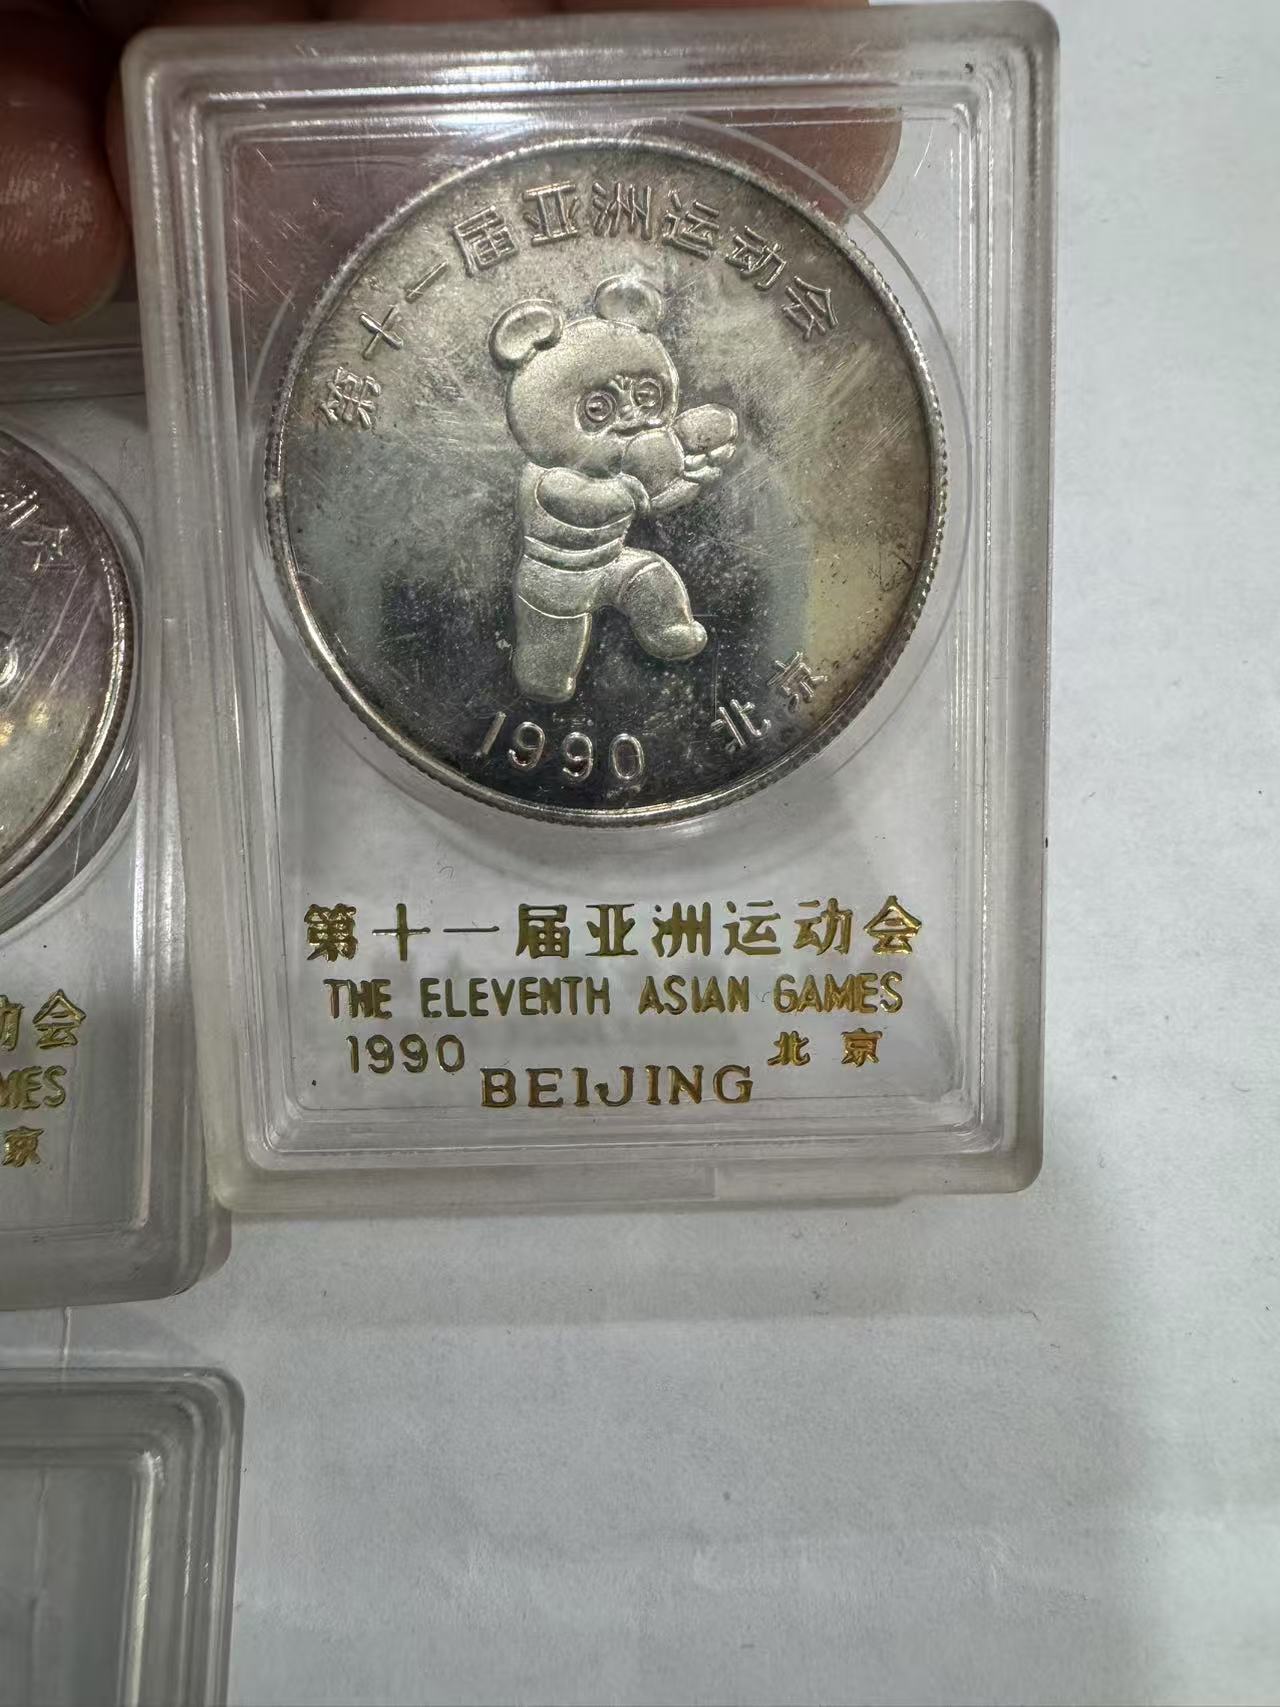 第十一届亚洲运动会
1990 北京
第十一届亚洲运动会
THE ELEVENTH ASIAN GAMES
1990 北京
BEIJING
动会
MES
京